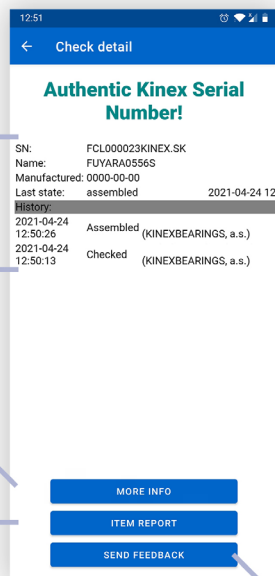 12:51
Check detail
Authentic Kinex Serial
Number!
SN: FCL000023KINEX.SK
Name: FUYARA0556S
Manufactured: 0000-00-00
Last state: assembled 2021-04-24 12
History:
2021-04-24
12:50:26 Assembled (KINEXBEARINGS, a.s.)
2021-04-24
12:50:13 Checked (KINEXBEARINGS, a.s.)
MORE INFO
ITEM REPORT
SEND FEEDBACK